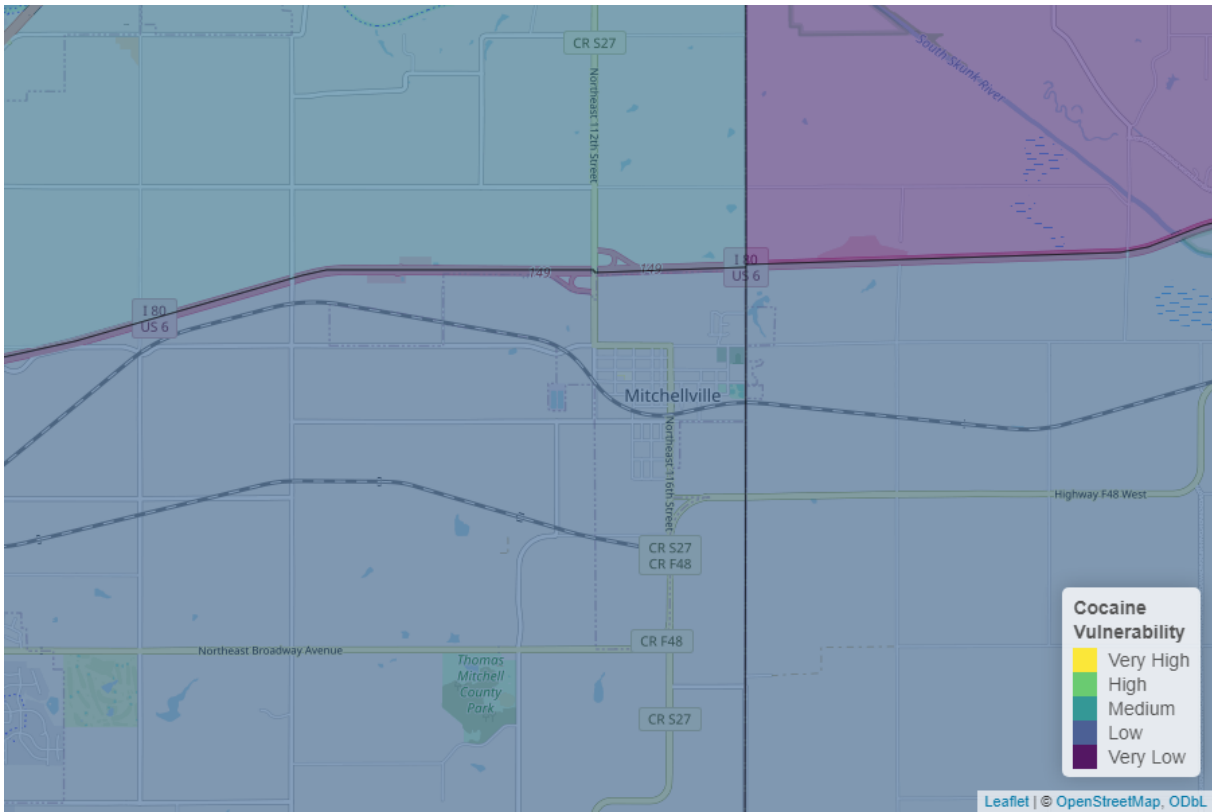 CR S27
Northeast 112th Street
South Skunk River
149
149
I 80
US 6
I 80
US 6
Mitchellville
Northeast 116th Street
Highway F48 West
CR S27
CR F48
CR F48
Northeast Broadway Avenue
Thomas
Mitchell
County
Park
CR S27
Cocaine
Vulnerability
Very High
High
Medium
Low
Very Low
Leaflet | © OpenStreetMap, ODbL